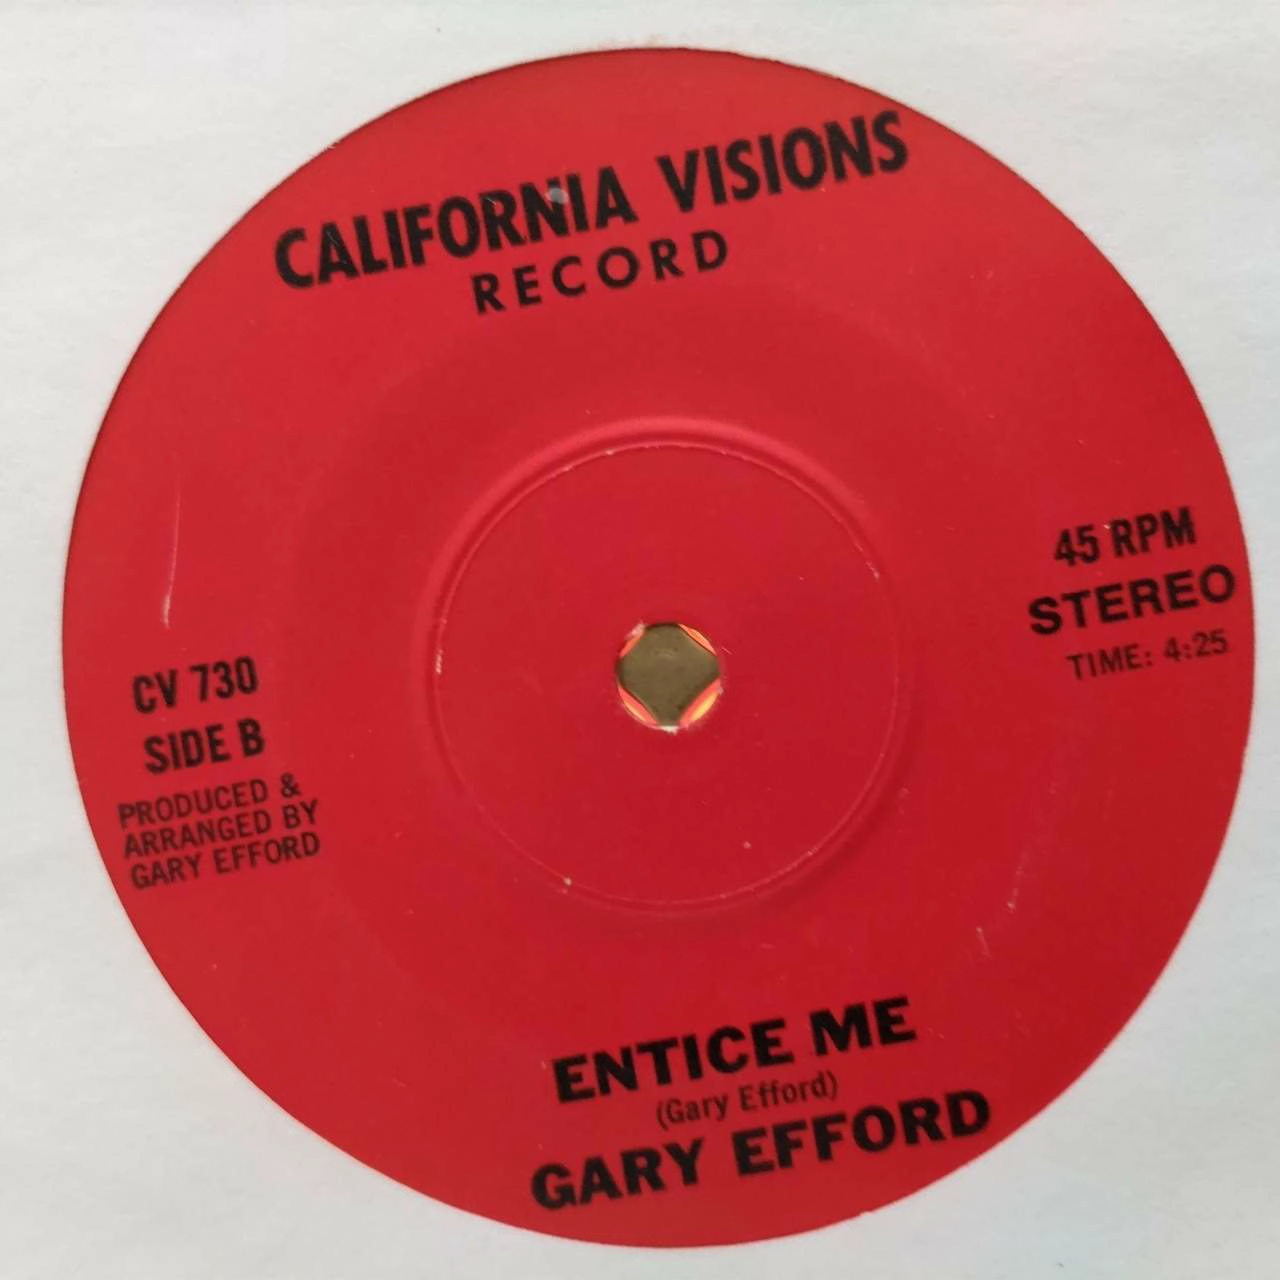 CALIFORNIA VISIONS
RECORD
45 RPM
STEREO
TIME: 4:25
CV 730
SIDE B
PRODUCED &
ARRANGED BY
GARY EFFORD
ENTICE ME
(Gary Efford)
GARY EFFORD